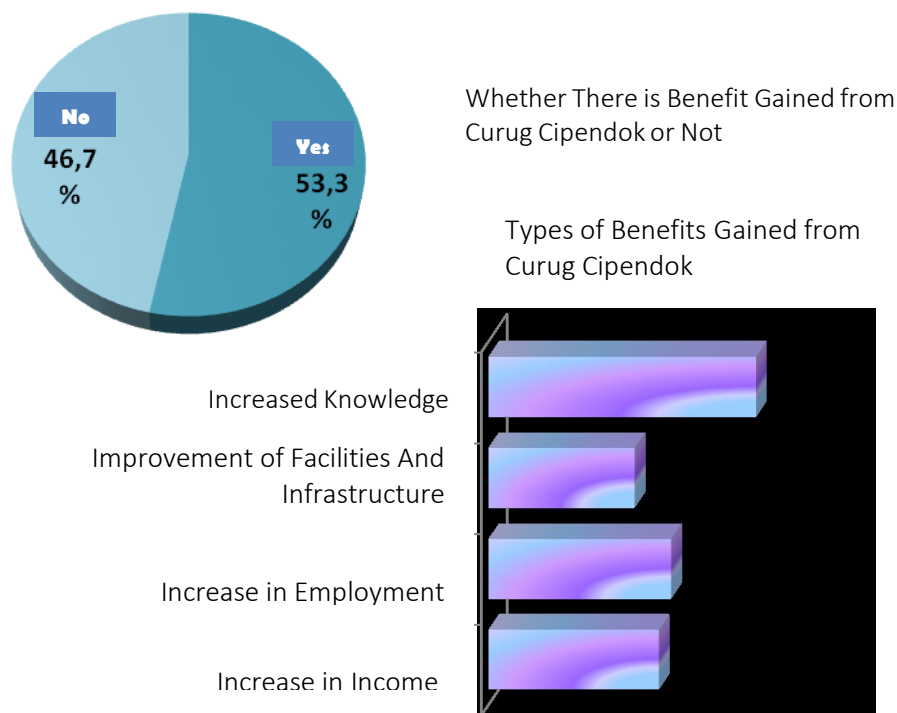 No
46,7
%
Yes
53,3
%
Whether There is Benefit Gained from
Curug Cipendok or Not
Types of Benefits Gained from
Curug Cipendok
Increased Knowledge
Improvement of Facilities And
Infrastructure
Increase in Employment
Increase in Income